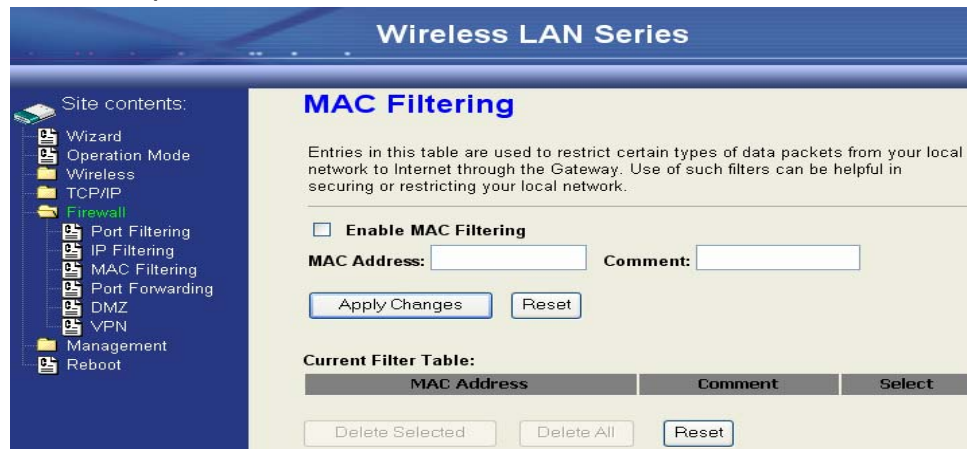 Wireless LAN Series
Site contents:
Wizard
Operation Mode
Wireless
TCP/IP
Firewall
Port Filtering
IP Filtering
MAC Filtering
Port Forwarding
DMZ
VPN
Management
Reboot
MAC Filtering
Entries in this table are used to restrict certain types of data packets from your local
network to Internet through the Gateway. Use of such filters can be helpful in
securing or restricting your local network.
Enable MAC Filtering
MAC Address: Comment:
Apply Changes Reset
Current Filter Table:
MAC Address Comment Select
Delete Selected Delete All Reset